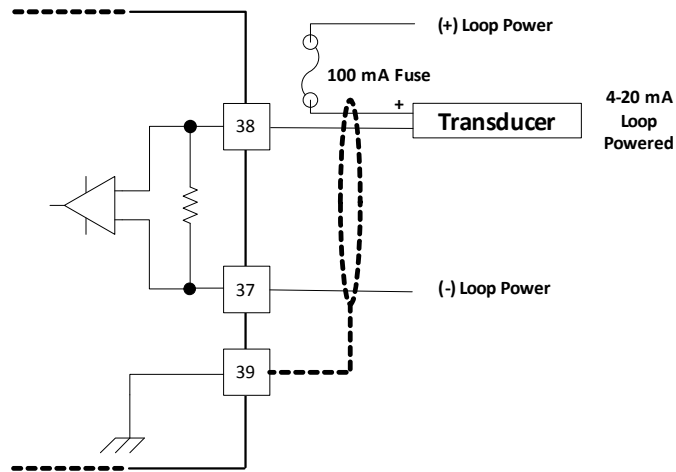 (+) Loop Power
100 mA Fuse
+
38
Transducer
4-20 mA
Loop
Powered
37
(-) Loop Power
39